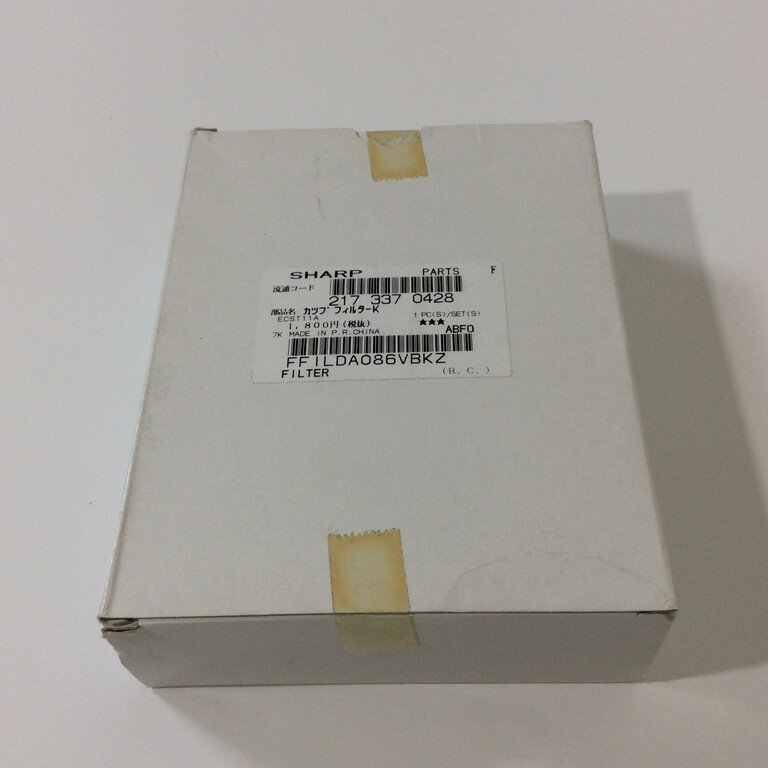 SHARP PARTS F
流通コード
217 337 0428
部品名 カップフィルターK
ECST11A 1 PC(S)/SET(S)
1,800円(税抜) ★★★
7K MADE IN P.R.CHINA ABFO
FFILDA086VBKZ
FILTER (R.C.)